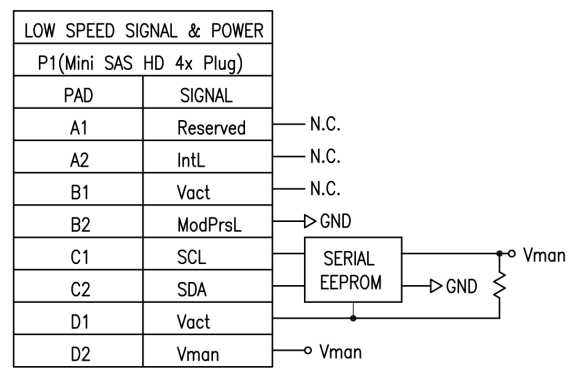 LOW SPEED SIGNAL & POWER
P1(Mini SAS HD 4x Plug)
PAD SIGNAL
A1 Reserved N.C.
A2 IntL N.C.
B1 Vact N.C.
B2 ModPrsL GND
C1 SCL SERIAL Vman
C2 SDA EEPROM GND
D1 Vact
D2 Vman Vman